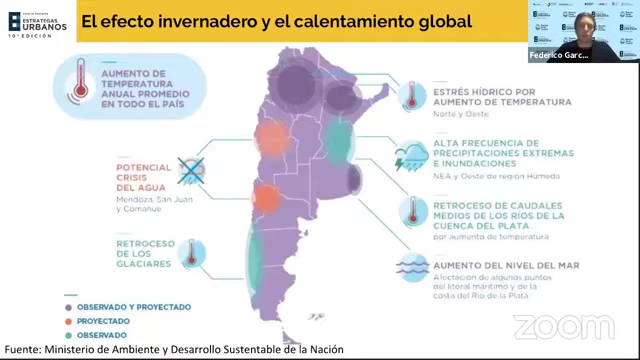 ESTRATEGAS
URBANOS
10°EDICIÓN
El efecto invernadero y el calentamiento global
Federico Garc...
AUMENTO DE
TEMPERATURA
ANUAL PROMEDIO
EN TODO EL PAÍS
ESTRÉS HÍDRICO POR
AUMENTO DE TEMPERATURA
Norte y Oeste
ALTA FRECUENCIA DE
PRECIPITACIONES EXTREMAS
E INUNDACIONES
NEA y Oeste de región Húmeda
POTENCIAL
CRISIS
DEL AGUA
Mendoza, San Juan
y Comahue
RETROCESO DE CAUDALES
MEDIOS DE LOS RÍOS DE LA
CUENCA DEL PLATA
por aumento de temperatura
RETROCESO
DE LOS
GLACIARES
AUMENTO DEL NIVEL DEL MAR
Afectación de algunos puntos
del litoral marítimo y de
la costa del Río de la Plata
OBSERVADO Y PROYECTADO
PROYECTADO
OBSERVADO
zoom
Fuente: Ministerio de Ambiente y Desarrollo Sustentable de la Nación